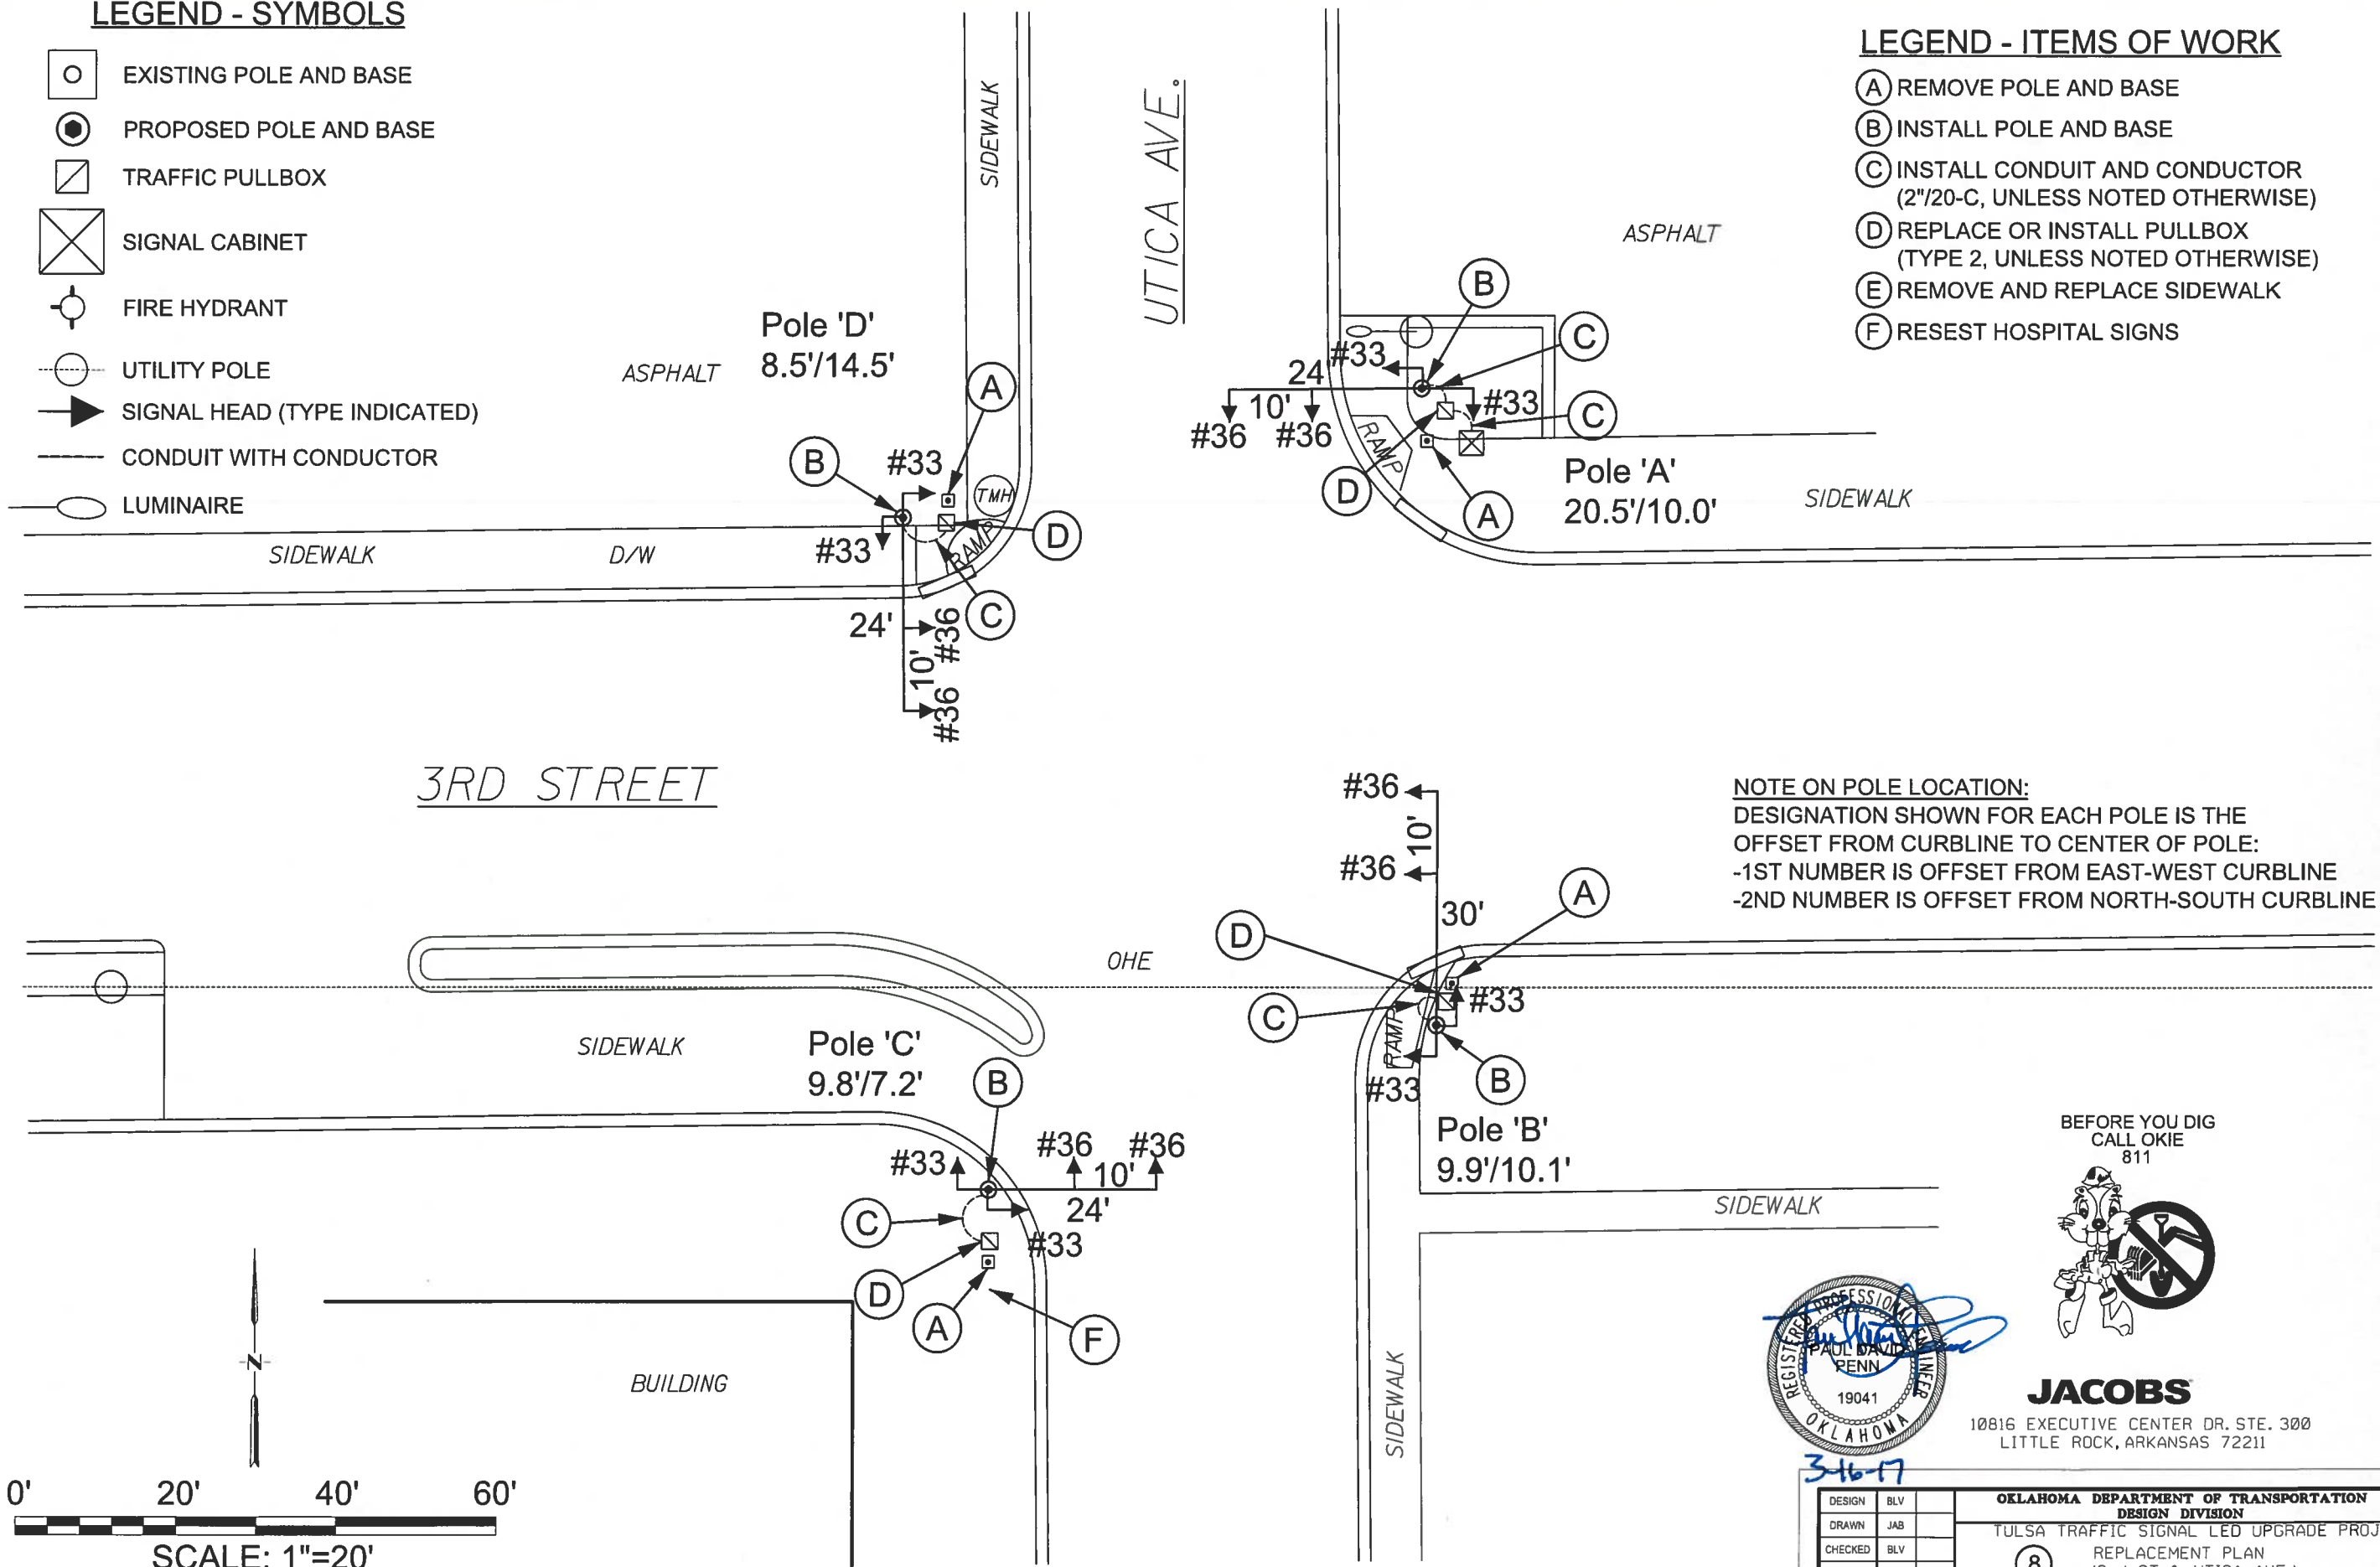 LEGEND - SYMBOLS
EXISTING POLE AND BASE
PROPOSED POLE AND BASE
TRAFFIC PULLBOX
SIGNAL CABINET
FIRE HYDRANT
UTILITY POLE
SIGNAL HEAD (TYPE INDICATED)
CONDUIT WITH CONDUCTOR
LUMINAIRE
LEGEND - ITEMS OF WORK
A REMOVE POLE AND BASE
B INSTALL POLE AND BASE
C INSTALL CONDUIT AND CONDUCTOR
(2"/20-C, UNLESS NOTED OTHERWISE)
D REPLACE OR INSTALL PULLBOX
(TYPE 2, UNLESS NOTED OTHERWISE)
E REMOVE AND REPLACE SIDEWALK
F RESEST HOSPITAL SIGNS
SIDEWALK
UTICA AVE.
ASPHALT
ASPHALT
Pole 'D'
8.5'/14.5'
A
B
#33
TMH
D
#33
RAMP
C
SIDEWALK
D/W
24'
#36
10'
#36
B
C
#33
24'
10'
#36
#36
#33
C
RAMP
D
A
Pole 'A'
20.5'/10.0'
SIDEWALK
3RD STREET
#36
10'
#36
30'
A
D
OHE
C
#33
RAMP
#33
B
Pole 'B'
9.9'/10.1'
SIDEWALK
SIDEWALK
NOTE ON POLE LOCATION:
DESIGNATION SHOWN FOR EACH POLE IS THE
OFFSET FROM CURBLINE TO CENTER OF POLE:
-1ST NUMBER IS OFFSET FROM EAST-WEST CURBLINE
-2ND NUMBER IS OFFSET FROM NORTH-SOUTH CURBLINE
SIDEWALK
Pole 'C'
9.8'/7.2'
B
#33
#36
#36
10'
24'
C
#33
D
A
F
BUILDING
N
0' 20' 40' 60'
SCALE: 1"=20'
BEFORE YOU DIG
CALL OKIE
811
REGISTERED PROFESSIONAL ENGINEER
PAUL DAVID
PENN
19041
OKLAHOMA
3-16-17
JACOBS
10816 EXECUTIVE CENTER DR. STE. 300
LITTLE ROCK, ARKANSAS 72211
DESIGN BLV
DRAWN JAB
CHECKED BLV
OKLAHOMA DEPARTMENT OF TRANSPORTATION
DESIGN DIVISION
TULSA TRAFFIC SIGNAL LED UPGRADE PROJ
8
REPLACEMENT PLAN